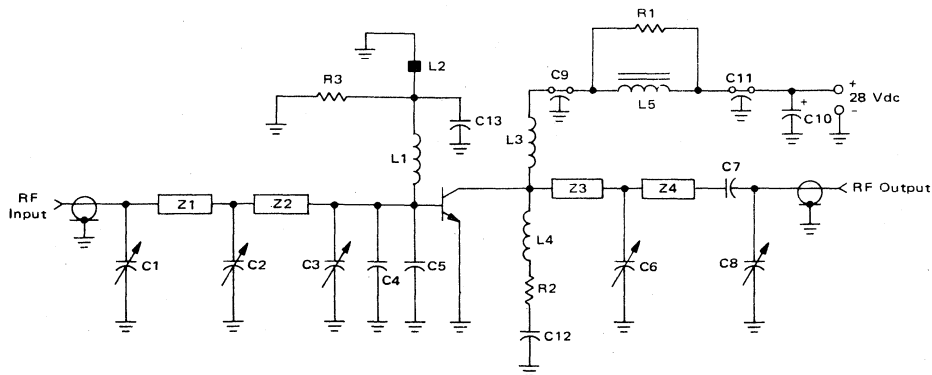 R1
L2
C9
C11
+
R3
+
28 Vdc
C13
L5
C10
-
L1
L3
C7
RF
Input
Z1
Z2
Z3
Z4
RF Output
L4
C1
C2
C3
C4
C5
C6
C8
R2
C12